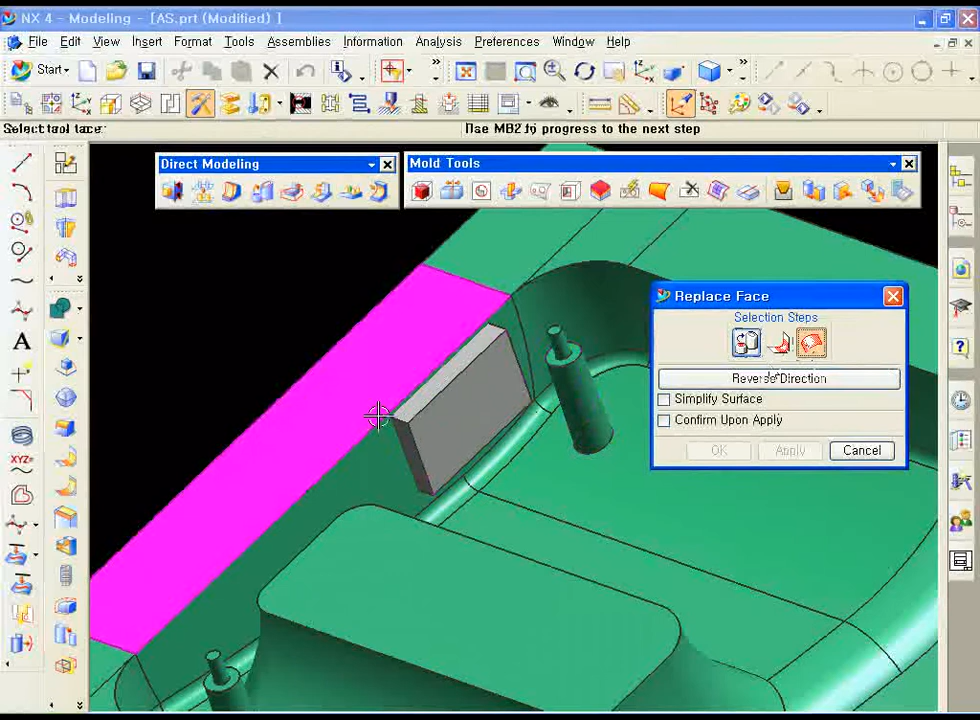 NX 4 - Modeling - [AS.prt (Modified) ]
File Edit View Insert Format Tools Assemblies Information Analysis Preferences Window Help
Start
Select tool face: Use MB2 to progress to the next step
Direct Modeling
Mold Tools
Replace Face
Selection Steps
Reverse Direction
Simplify Surface
Confirm Upon Apply
OK Apply Cancel
A
XYZ=